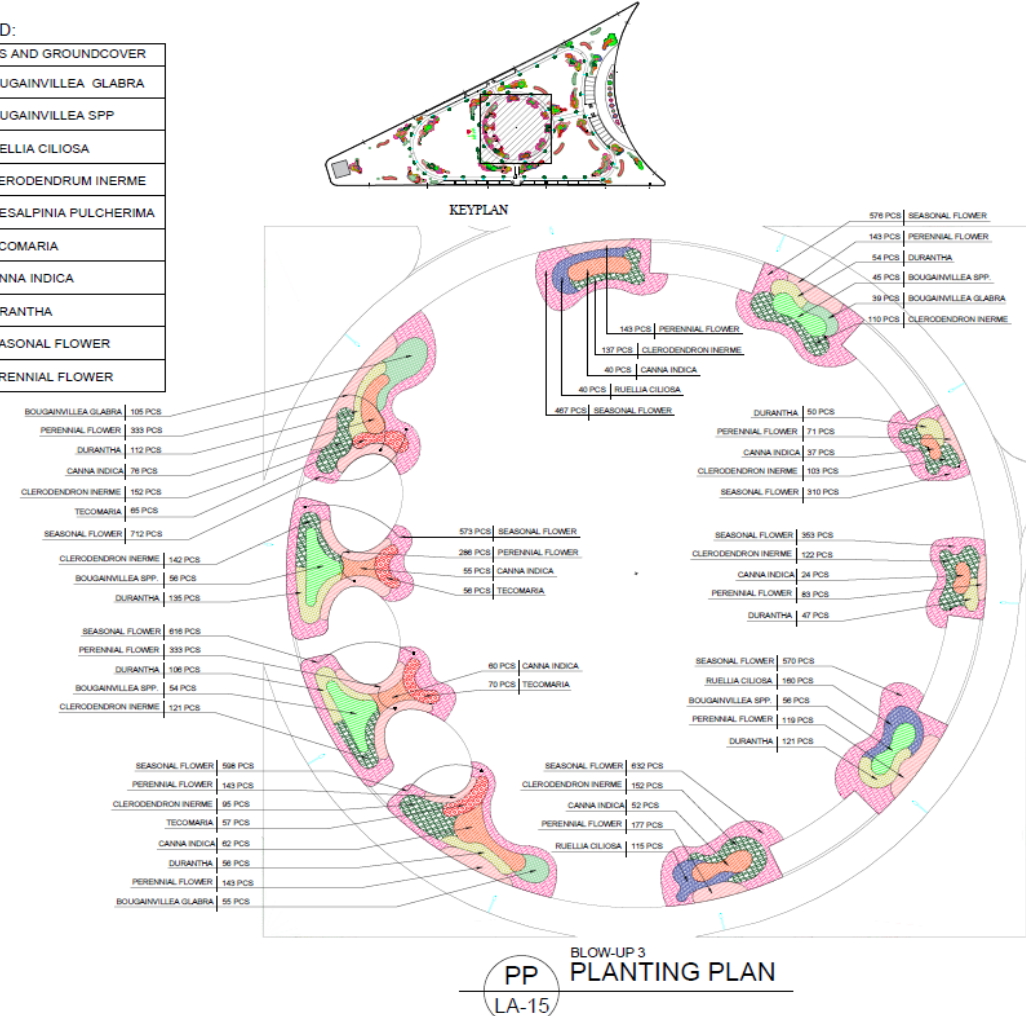 D:
S AND GROUNDCOVER
UGAINVILLEA GLABRA
UGAINVILLEA SPP
ELLIA CILIOSA
ERODENDRUM INERME
ESALPINIA PULCHERIMA
COMARIA
NNA INDICA
RANTHA
ASONAL FLOWER
RENNIAL FLOWER
KEYPLAN
576 PCS SEASONAL FLOWER
143 PCS PERENNIAL FLOWER
54 PCS DURANTHA
45 PCS BOUGAINVILLEA SPP.
39 PCS BOUGAINVILLEA GLABRA
110 PCS CLERODENDRON INERME
143 PCS PERENNIAL FLOWER
137 PCS CLERODENDRON INERME
40 PCS CANNA INDICA
40 PCS RUELLIA CILIOSA
467 PCS SEASONAL FLOWER
BOUGAINVILLEA GLABRA 105 PCS
PERENNIAL FLOWER 333 PCS
DURANTHA 112 PCS
CANNA INDICA 76 PCS
CLERODENDRON INERME 152 PCS
TECOMARIA 65 PCS
SEASONAL FLOWER 712 PCS
DURANTHA 50 PCS
PERENNIAL FLOWER 71 PCS
CANNA INDICA 37 PCS
CLERODENDRON INERME 103 PCS
SEASONAL FLOWER 310 PCS
CLERODENDRON INERME 142 PCS
BOUGAINVILLEA SPP. 56 PCS
DURANTHA 135 PCS
573 PCS SEASONAL FLOWER
286 PCS PERENNIAL FLOWER
55 PCS CANNA INDICA
56 PCS TECOMARIA
SEASONAL FLOWER 353 PCS
CLERODENDRON INERME 122 PCS
CANNA INDICA 24 PCS
PERENNIAL FLOWER 83 PCS
DURANTHA 47 PCS
SEASONAL FLOWER 616 PCS
PERENNIAL FLOWER 333 PCS
DURANTHA 106 PCS
BOUGAINVILLEA SPP. 54 PCS
CLERODENDRON INERME 121 PCS
60 PCS CANNA INDICA
70 PCS TECOMARIA
SEASONAL FLOWER 570 PCS
RUELLIA CILIOSA 160 PCS
BOUGAINVILLEA SPP. 56 PCS
PERENNIAL FLOWER 119 PCS
DURANTHA 121 PCS
SEASONAL FLOWER 598 PCS
PERENNIAL FLOWER 143 PCS
CLERODENDRON INERME 95 PCS
TECOMARIA 57 PCS
CANNA INDICA 62 PCS
DURANTHA 56 PCS
PERENNIAL FLOWER 143 PCS
BOUGAINVILLEA GLABRA 55 PCS
SEASONAL FLOWER 632 PCS
CLERODENDRON INERME 152 PCS
CANNA INDICA 52 PCS
PERENNIAL FLOWER 177 PCS
RUELLIA CILIOSA 115 PCS
BLOW-UP 3
PP PLANTING PLAN
LA-15